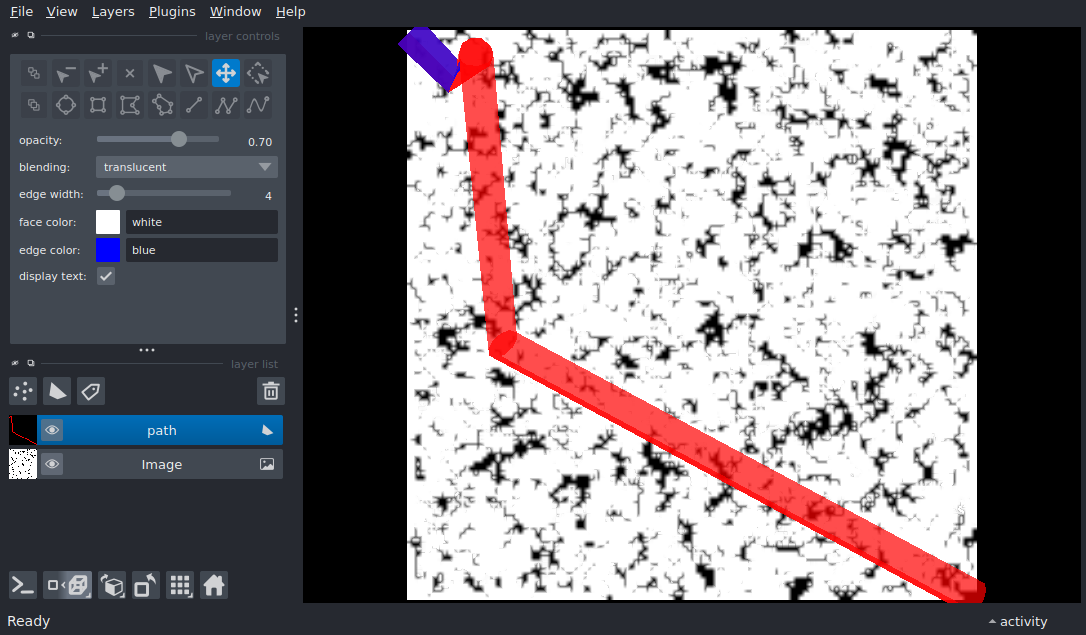 File View Layers Plugins Window Help
layer controls
opacity: 0.70
blending: translucent
edge width: 4
face color: white
edge color: blue
display text:
layer list
path
Image
Ready
activity